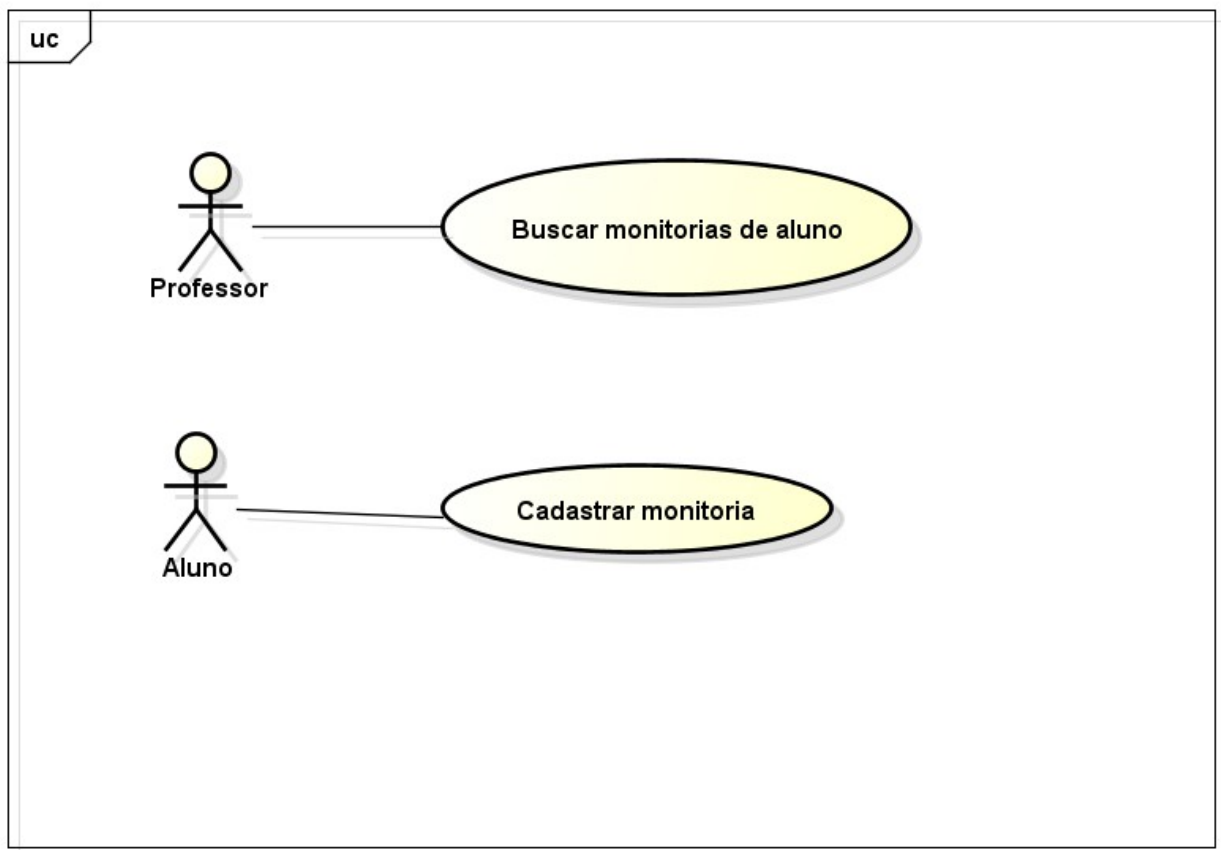 uc
Buscar monitorias de aluno
Professor
Cadastrar monitoria
Aluno